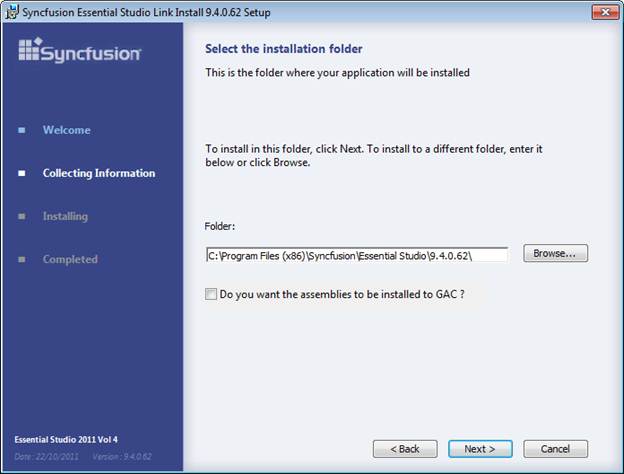 Syncfusion Essential Studio Link Install 9.4.0.62 Setup
Syncfusion
Welcome
Collecting Information
Installing
Completed
Essential Studio 2011 Vol 4
Date : 22/10/2011 Version : 9.4.0.62
Select the installation folder
This is the folder where your application will be installed
To install in this folder, click Next. To install to a different folder, enter it
below or click Browse.
Folder:
C:\Program Files (x86)\Syncfusion\Essential Studio\9.4.0.62\
Browse...
Do you want the assemblies to be installed to GAC ?
< Back
Next >
Cancel